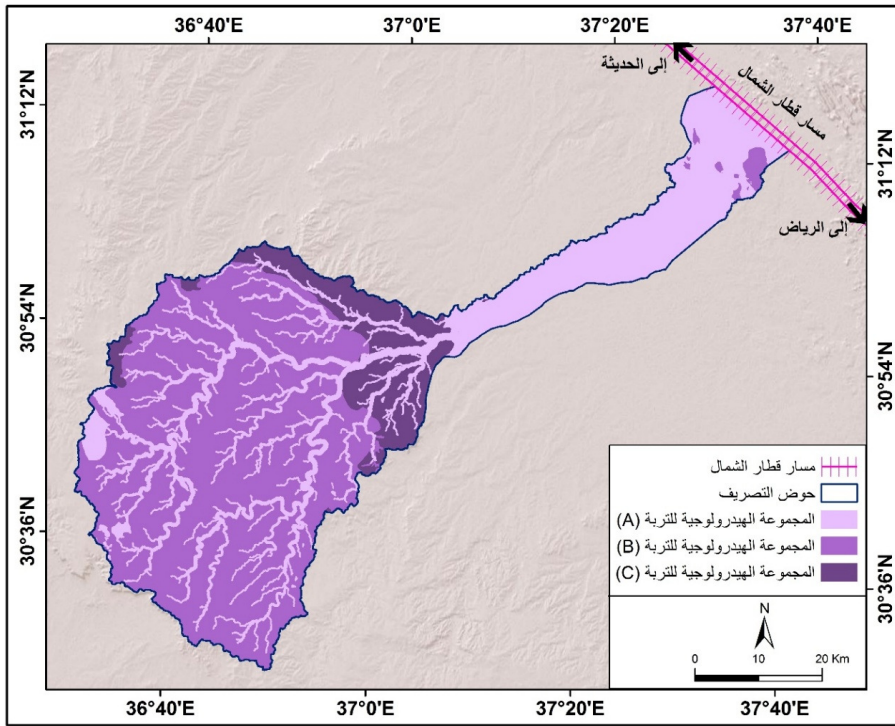 36°40'E
37°0'E
37°20'E
37°40'E
إلى الحديثة
مسار قطار الشمال
31°12'N
31°12'N
إلى الرياض
30°54'N
30°54'N
30°36'N
30°36'N
مسار قطار الشمال
حوض التصريف
المجموعة الهيدرولوجية للتربة (A)
المجموعة الهيدرولوجية للتربة (B)
المجموعة الهيدرولوجية للتربة (C)
N
0 10 20 Km
36°40'E
37°0'E
37°20'E
37°40'E